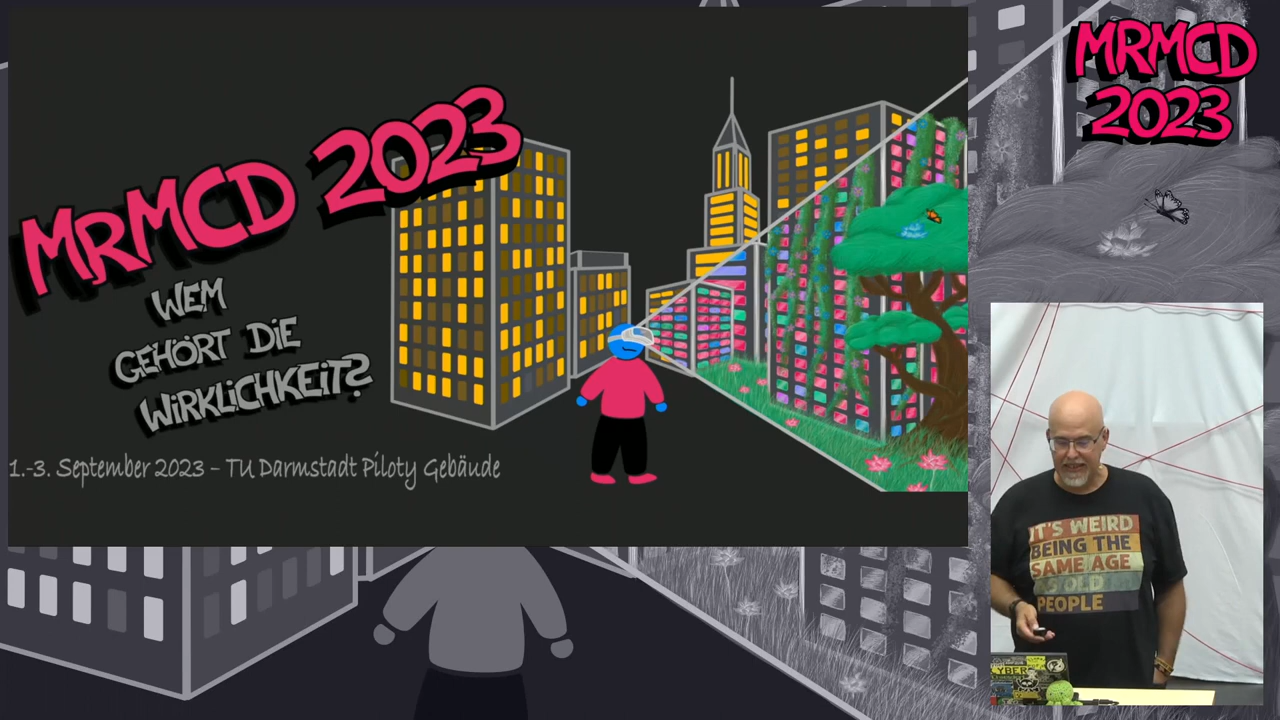 MRMCD 2023
WEM
GEHÖRT DiE
WiRKLiCHKEiT?
1.-3. September 2023 – TU Darmstadt Piloty Gebäude
MRMCD
2023
IT'S WEIRD
BEING THE
SAME AGE
AS OLD
PEOPLE
CYBER